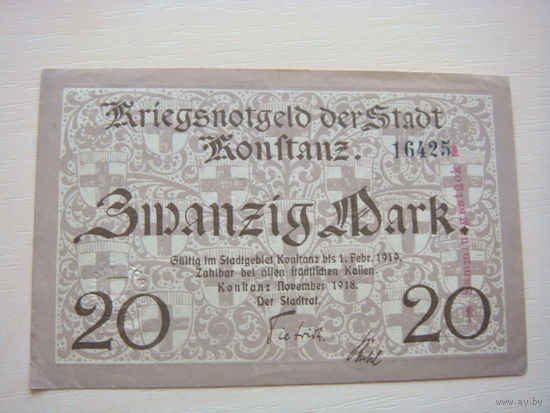 Kriegsnotgeld der Stadt
Konstanz.
16425
Zwanzig Mark.
Gültig im Stadtgebiet Konstanz bis 1. Febr. 1919.
Zahlbar bei allen städtischen Kassen.
Konstanz November 1918.
Der Stadtrat.
20
20
www.ay.by